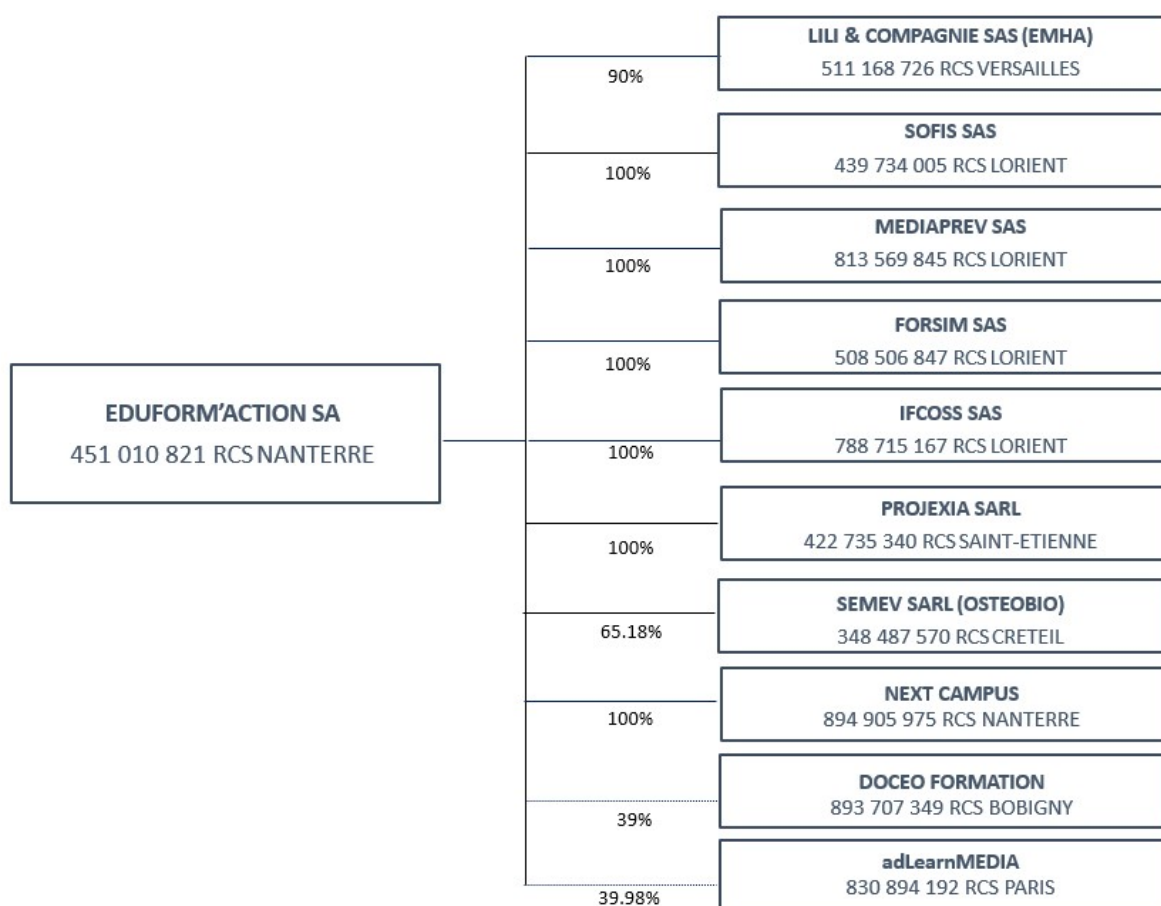 LILI & COMPAGNIE SAS (EMHA)
511 168 726 RCS VERSAILLES
90%
SOFIS SAS
439 734 005 RCS LORIENT
100%
MEDIAPREV SAS
813 569 845 RCS LORIENT
100%
FORSIM SAS
508 506 847 RCS LORIENT
100%
EDUFORM’ACTION SA
451 010 821 RCS NANTERRE
IFCOSS SAS
788 715 167 RCS LORIENT
100%
PROJEXIA SARL
422 735 340 RCS SAINT-ETIENNE
100%
SEMEV SARL (OSTEOBIO)
348 487 570 RCS CRETEIL
65.18%
NEXT CAMPUS
894 905 975 RCS NANTERRE
100%
DOCEO FORMATION
893 707 349 RCS BOBIGNY
39%
adLearnMEDIA
830 894 192 RCS PARIS
39.98%